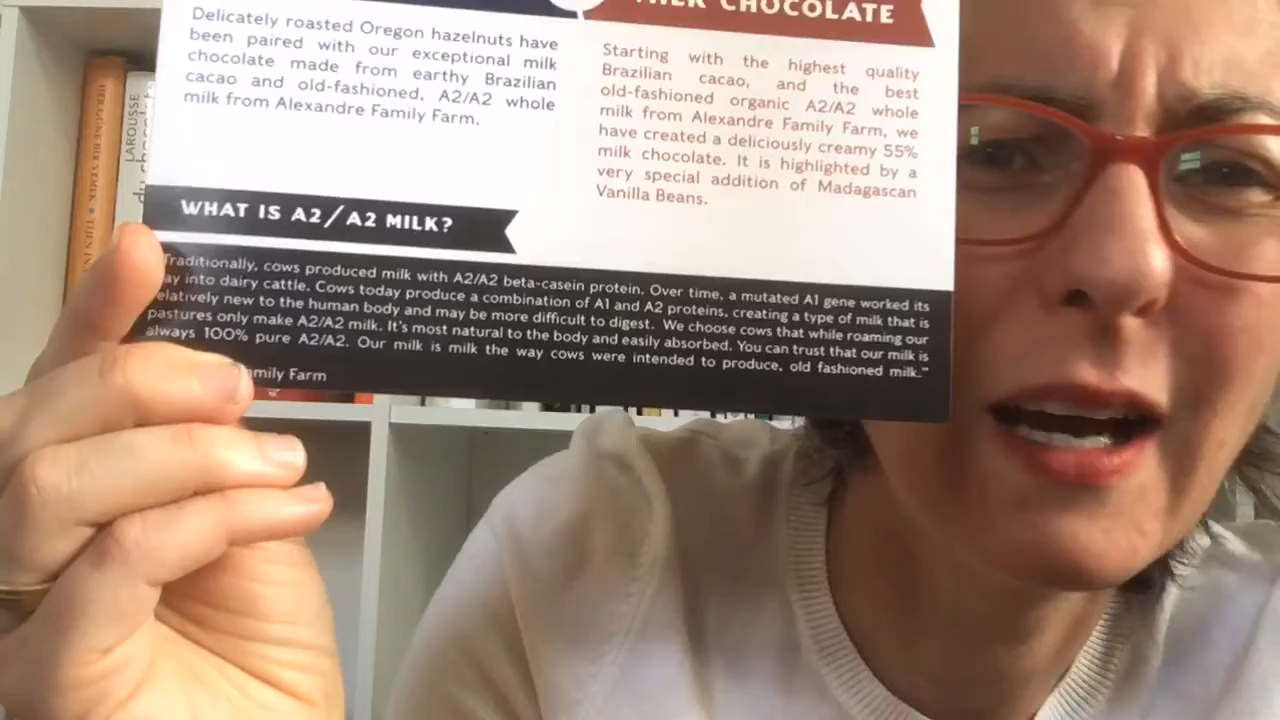 Delicately roasted Oregon hazelnuts have
been paired with our exceptional milk
chocolate made from earthy Brazilian
cacao and old-fashioned, A2/A2 whole
milk from Alexandre Family Farm.
MILK CHOCOLATE
Starting with the highest quality
Brazilian cacao, and the best
old-fashioned organic A2/A2 whole
milk from Alexandre Family Farm, we
have created a deliciously creamy 55%
milk chocolate. It is highlighted by a
very special addition of Madagascan
Vanilla Beans.
WHAT IS A2/A2 MILK?
Traditionally, cows produced milk with A2/A2 beta-casein protein. Over time, a mutated A1 gene worked its
ay into dairy cattle. Cows today produce a combination of A1 and A2 proteins, creating a type of milk that is
elatively new to the human body and may be more difficult to digest. We choose cows that while roaming our
pastures only make A2/A2 milk. It's most natural to the body and easily absorbed. You can trust that our milk is
always 100% pure A2/A2. Our milk is milk the way cows were intended to produce, old fashioned milk."
mily Farm
LAROUSSE
du chocolat